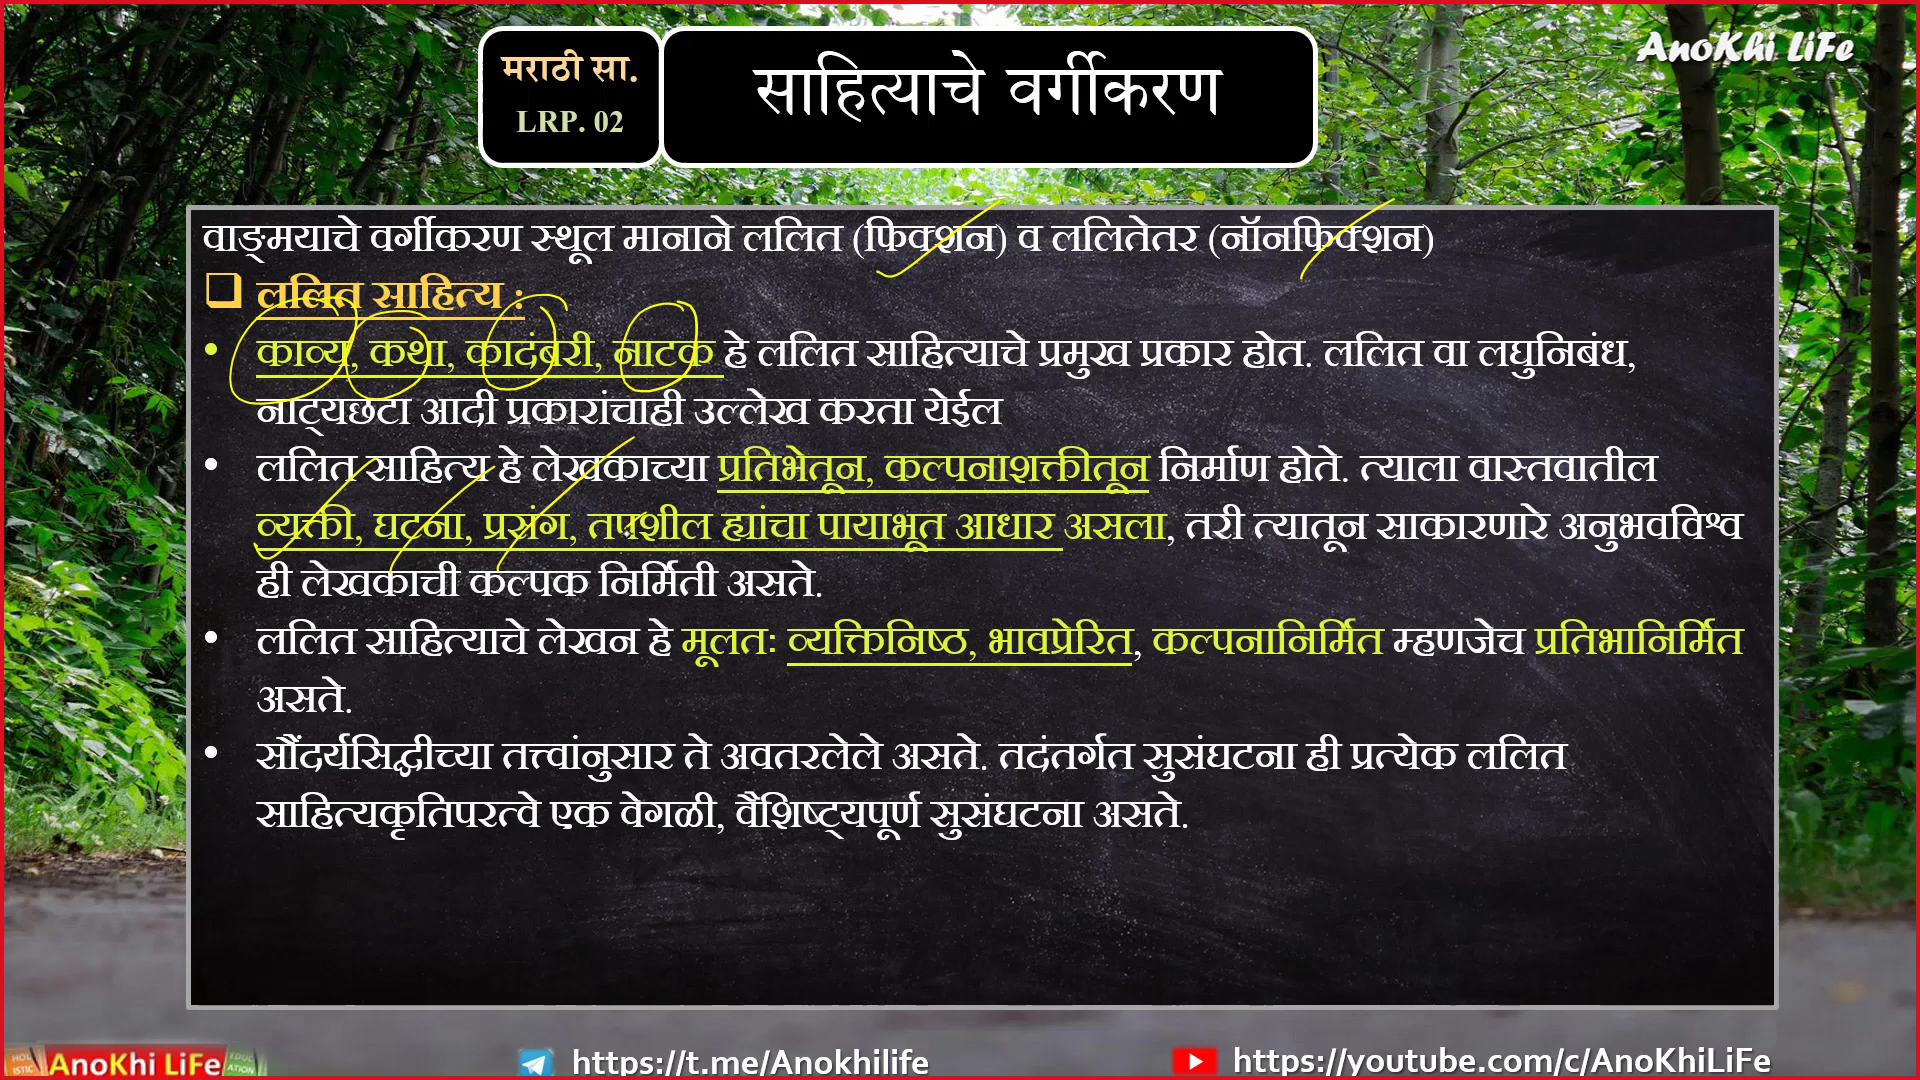 AnoKhi LiFe
मराठी सा.
LRP. 02
साहित्याचे वर्गीकरण
वाङ्‌मयाचे वर्गीकरण स्थूल मानाने ललित (फिक्शन) व ललितेतर (नॉनफिक्शन)
ललित साहित्य :
• काव्य, कथा, कादंबरी, नाटक हे ललित साहित्याचे प्रमुख प्रकार होत. ललित वा लघुनिबंध,
नाट्यछटा आदी प्रकारांचाही उल्लेख करता येईल
• ललित साहित्य हे लेखकाच्या प्रतिभेतून, कल्पनाशक्तीतून निर्माण होते. त्याला वास्तवातील
व्यक्ती, घटना, प्रसंग, तपशील ह्यांचा पायाभूत आधार असला, तरी त्यातून साकारणारे अनुभवविश्व
ही लेखकाची कल्पक निर्मिती असते.
• ललित साहित्याचे लेखन हे मूलतः व्यक्तिनिष्ठ, भावप्रेरित, कल्पनानिर्मित म्हणजेच प्रतिभानिर्मित
असते.
• सौंदर्यसिद्धीच्या तत्त्वांनुसार ते अवतरलेले असते. तदंतर्गत सुसंघटना ही प्रत्येक ललित
साहित्यकृतिपरत्वे एक वेगळी, वैशिष्ट्यपूर्ण सुसंघटना असते.
HOL ISTIC AnoKhi LiFe EDUC ATION
https://t.me/Anokhilife
https://youtube.com/c/AnoKhiLiFe